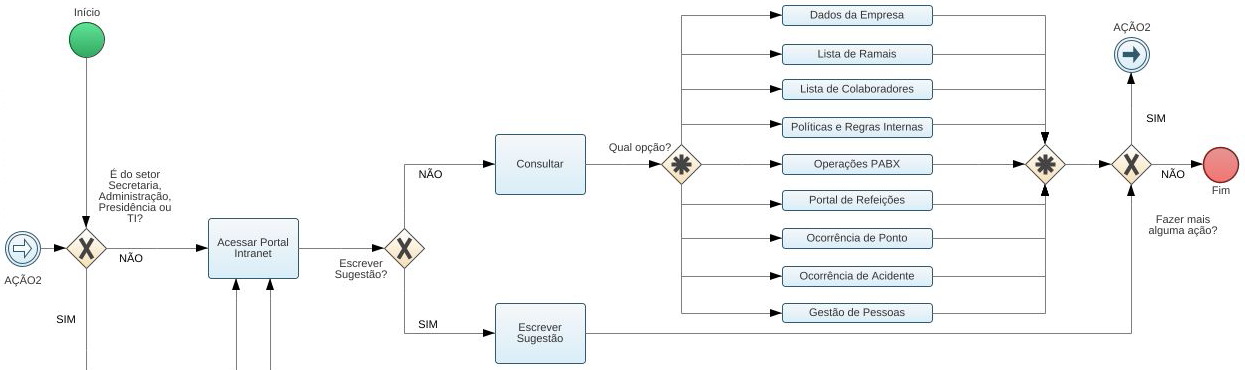 Início
É do setor
Secretaria,
Administração,
Presidência ou
TI?
AÇÃO2
NÃO
SIM
Acessar Portal
Intranet
Escrever
Sugestão?
NÃO
SIM
Consultar
Escrever
Sugestão
Qual opção?
Dados da Empresa
Lista de Ramais
Lista de Colaboradores
Políticas e Regras Internas
Operações PABX
Portal de Refeições
Ocorrência de Ponto
Ocorrência de Acidente
Gestão de Pessoas
AÇÃO2
SIM
NÃO
Fim
Fazer mais
alguma ação?